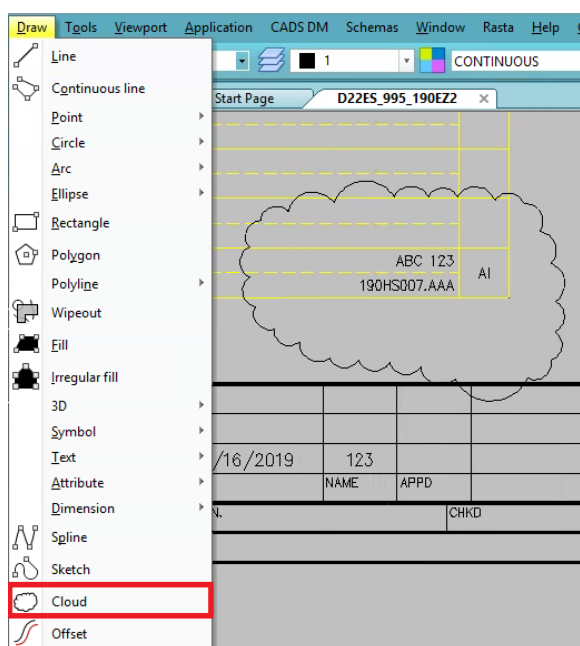 Draw Tools Viewport Application CADS DM Schemas Window Rasta Help
Line
1
CONTINUOUS
Continuous line
Start Page
D22ES_995_190EZ2
Point
Circle
Arc
Ellipse
Rectangle
Polygon
ABC 123
AI
Polyline
190HS007.AAA
Wipeout
Fill
Irregular fill
3D
Symbol
Text
/16/2019
123
Attribute
NAME
APPD
Dimension
N.
CHKD
Spline
Sketch
Cloud
Offset